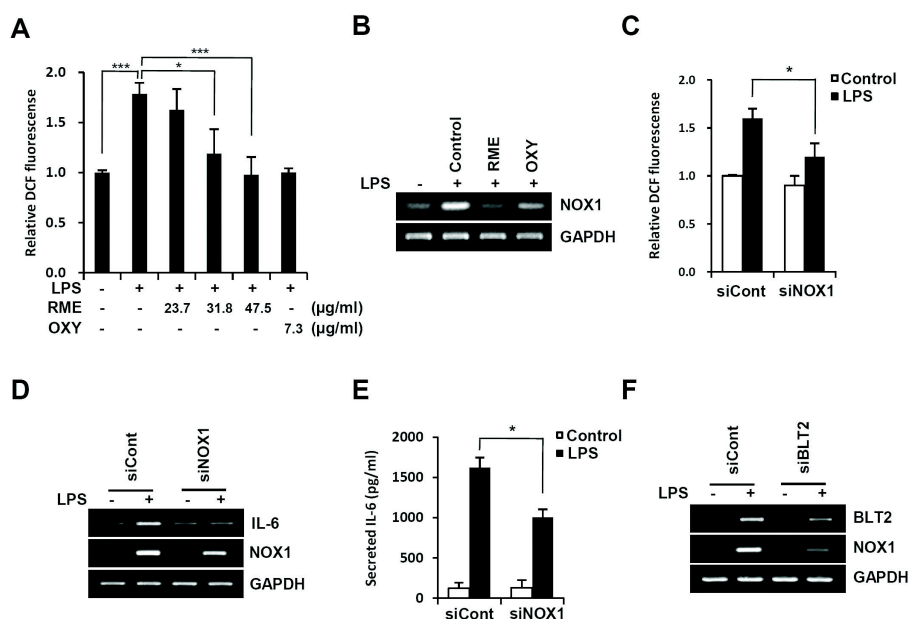 A
*** *** *
Relative DCF fluorescense
2.0
1.5
1.0
0.5
0.0
LPS - + + + + +
RME - - 23.7 31.8 47.5 - (µg/ml)
OXY - - - - - 7.3 (µg/ml)
B
Control RME OXY
LPS - + + +
NOX1
GAPDH
C
Control
LPS
*
Relative DCF fluorescense
2.0
1.5
1.0
0.5
0.0
siCont siNOX1
D
siCont siNOX1
LPS - + - +
IL-6
NOX1
GAPDH
E
Control
LPS
*
Secreted IL-6 (pg/ml)
2000
1500
1000
500
0
siCont siNOX1
F
siCont siBLT2
LPS - + - +
BLT2
NOX1
GAPDH